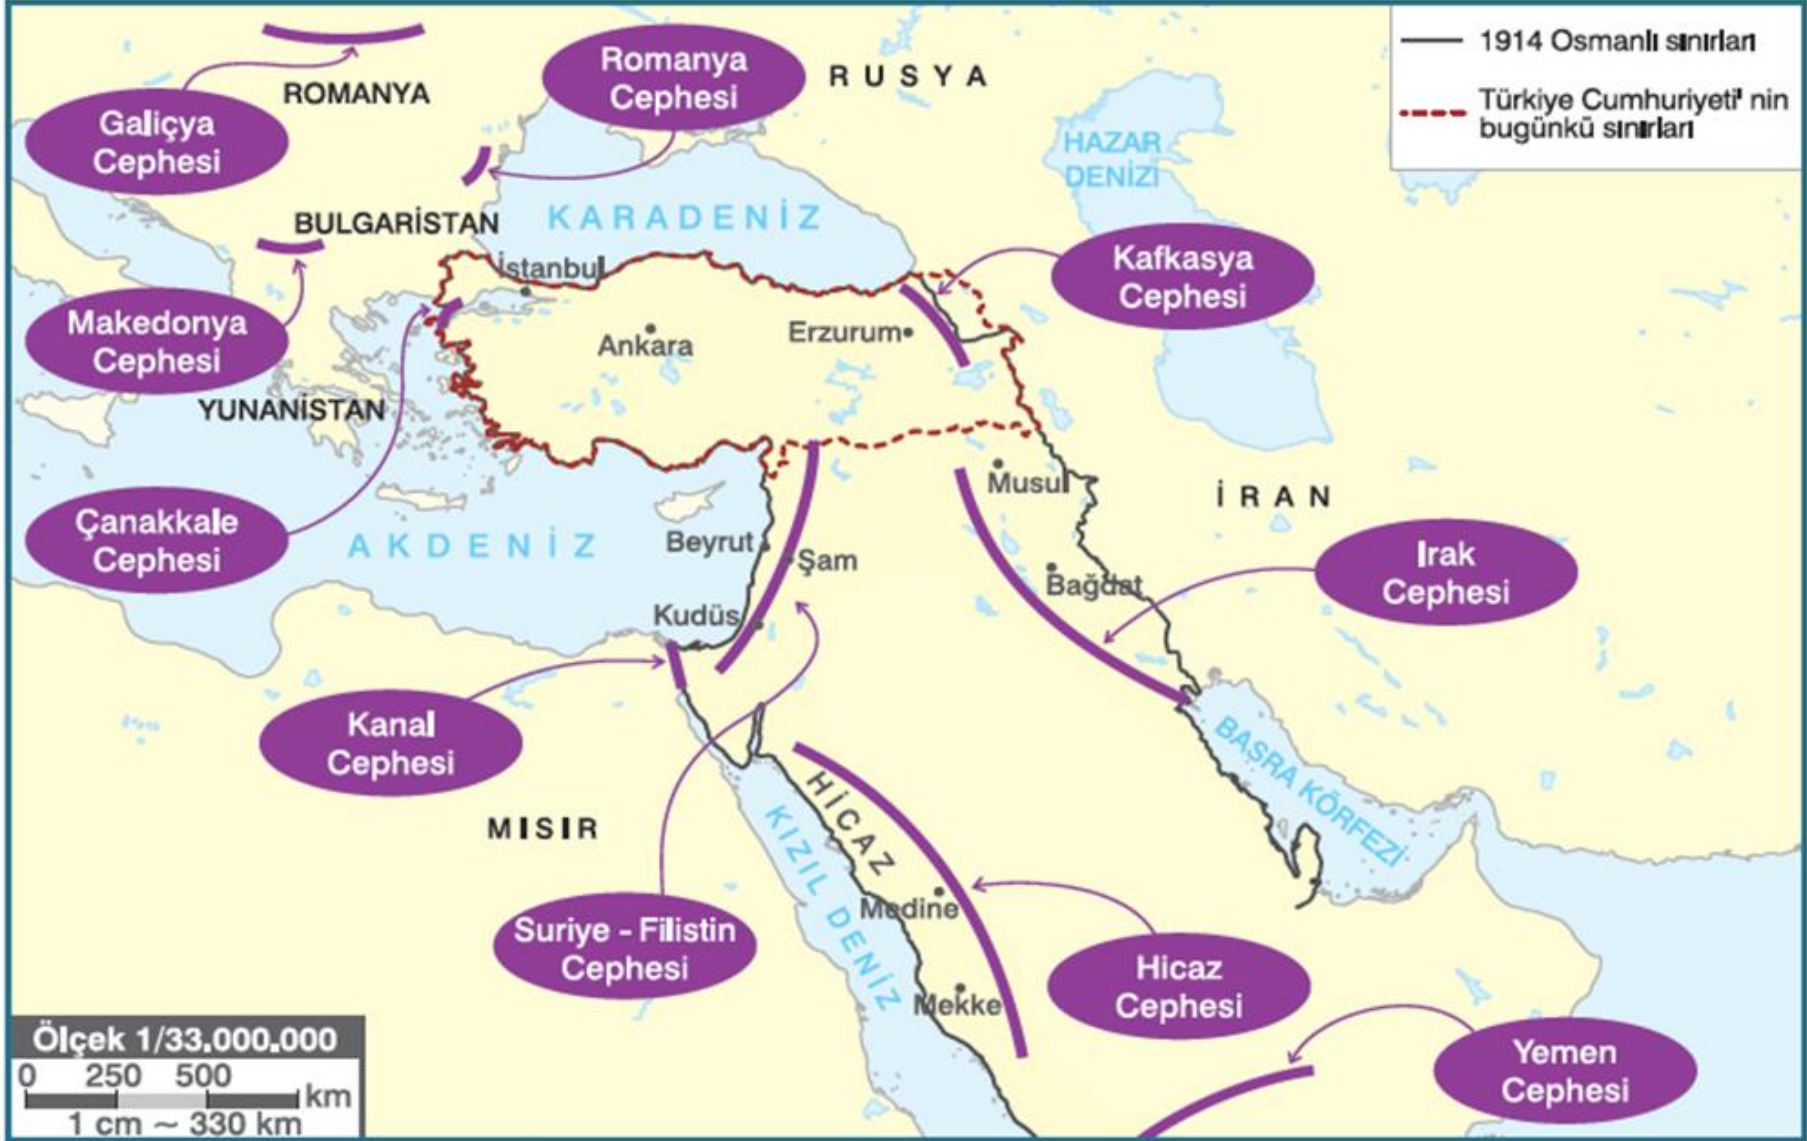 1914 Osmanlı sınırları
Türkiye Cumhuriyeti' nin
bugünkü sınırları
Romanya
Cephesi
RUSYA
ROMANYA
Galiçya
Cephesi
HAZAR
DENİZİ
KARADENİZ
BULGARİSTAN
İstanbul
Kafkasya
Cephesi
Makedonya
Cephesi
Ankara
Erzurum
YUNANİSTAN
Musul
İRAN
Çanakkale
Cephesi
AKDENİZ
Beyrut
Şam
Bağdat
Irak
Cephesi
Kudüs
Kanal
Cephesi
BASRA KÖRFEZİ
HİCAZ
MISIR
KIZIL DENİZ
Medine
Suriye - Filistin
Cephesi
Hicaz
Cephesi
Mekke
Yemen
Cephesi
Ölçek 1/33.000.000
0 250 500 km
1 cm ~ 330 km